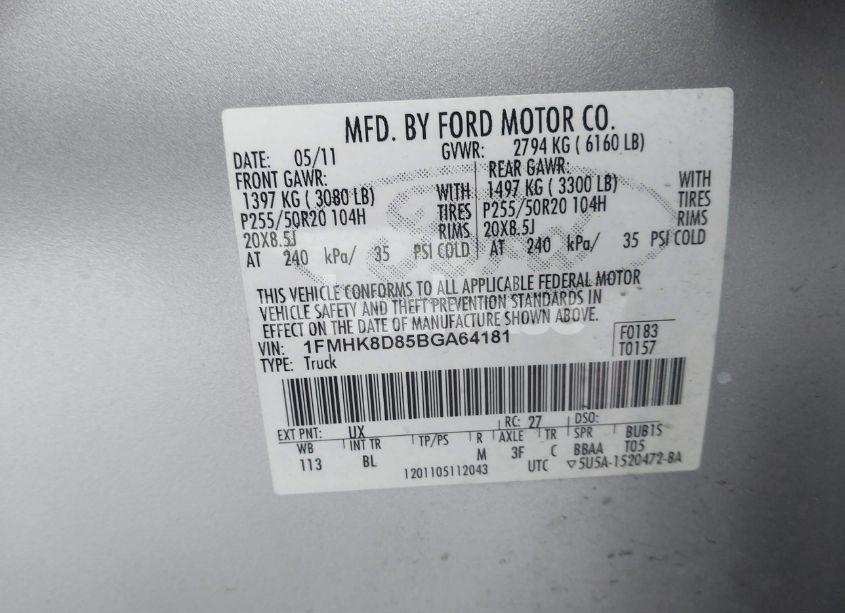 MFD. BY FORD MOTOR CO.
DATE: 05/11 GVWR: 2794 KG ( 6160 LB)
FRONT GAWR: REAR GAWR:
1397 KG ( 3080 LB) WITH 1497 KG ( 3300 LB) WITH
P255/50R20 104H TIRES P255/50R20 104H TIRES
20X8.5J RIMS 20X8.5J RIMS
AT 240 kPa/ 35 PSI COLD AT 240 kPa/ 35 PSI COLD
THIS VEHICLE CONFORMS TO ALL APPLICABLE FEDERAL MOTOR
VEHICLE SAFETY AND THEFT PREVENTION STANDARDS IN
EFFECT ON THE DATE OF MANUFACTURE SHOWN ABOVE.
VIN: 1FMHK8D85BGA64181 F0183
TYPE: Truck T0157
EXT PNT: UX RC: 27 DSO:
WB INT TR TP/PS R AXLE TR SPR BUB1S
113 BL M 3F C BBAA T05
1201105112043 UTC ▽5U5A-1520472-BA